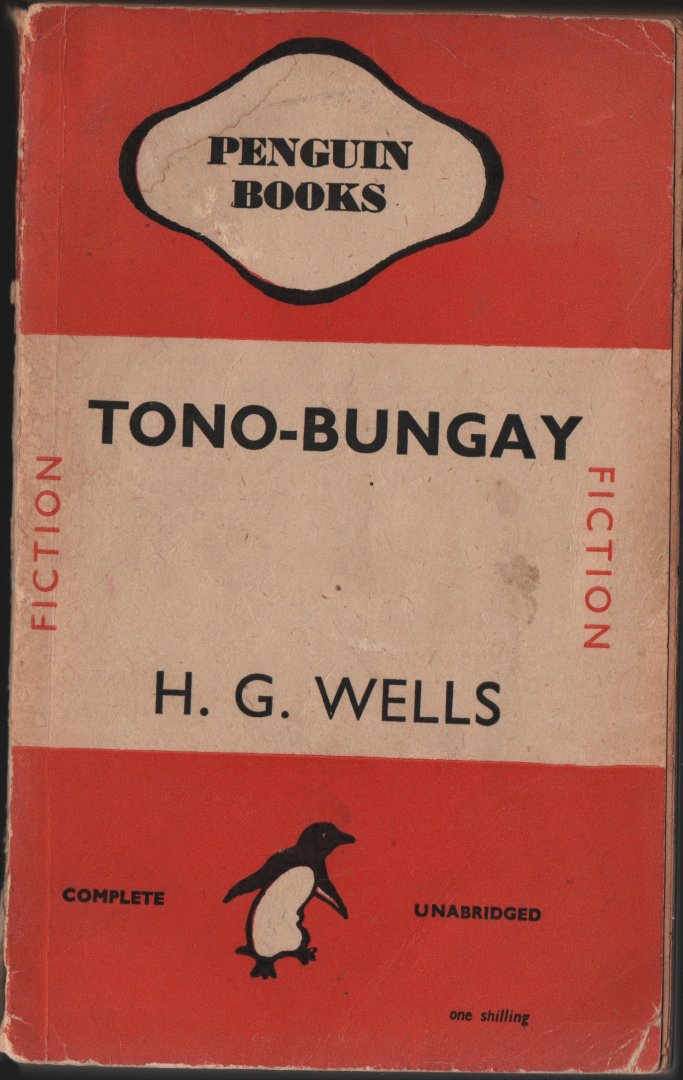 PENGUIN
BOOKS
TONO-BUNGAY
FICTION
FICTION
H. G. WELLS
COMPLETE
UNABRIDGED
one shilling